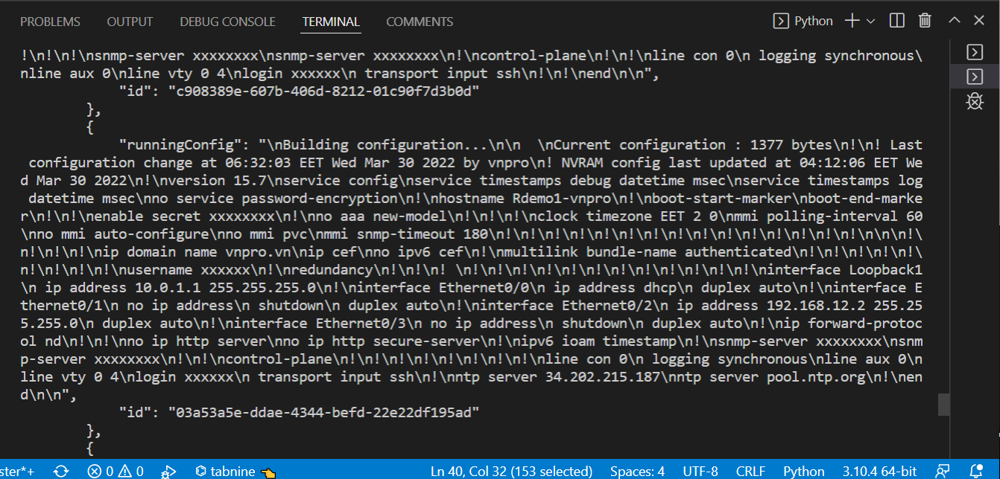 PROBLEMS OUTPUT DEBUG CONSOLE TERMINAL COMMENTS Python
!\n!\n!\nsnmp-server xxxxxxxx\nsnmp-server xxxxxxxx\n!\ncontrol-plane\n!\n!\nline con 0\n logging synchronous\
nline aux 0\nline vty 0 4\nlogin xxxxxx\n transport input ssh\n!\n!\nend\n\n",
"id": "c908389e-607b-406d-8212-01c90f7d3b0d"
},
{
"runningConfig": "\nBuilding configuration...\n\n  \nCurrent configuration : 1377 bytes\n!\n! Last
configuration change at 06:32:03 EET Wed Mar 30 2022 by vnpro\n! NVRAM config last updated at 04:12:06 EET We
d Mar 30 2022\n!\nversion 15.7\nservice config\nservice timestamps debug datetime msec\nservice timestamps log
datetime msec\nno service password-encryption\n!\nhostname Rdemo1-vnpro\n!\nboot-start-marker\nboot-end-marke
r\n!\n!\nenable secret xxxxxxxx\n!\nno aaa new-model\n!\n!\n!\nclock timezone EET 2 0\nmmi polling-interval 60
\nno mmi auto-configure\nno mmi pvc\nmmi snmp-timeout 180\n!\n!\n!\n!\n!\n!\n!\n!\n!\n!\n!\n!\n!\n\n\n!\
n!\n!\n!\nip domain name vnpro.vn\nip cef\nno ipv6 cef\n!\nmultilink bundle-name authenticated\n!\n!\n!\n!\n!\
n!\n!\n!\n!\nusername xxxxxx\n!\nredundancy\n!\n!\n! \n!\n!\n!\n!\n!\n!\n!\n!\n!\n!\n!\n!\n!\ninterface Loopback1
\n ip address 10.0.1.1 255.255.255.0\n!\ninterface Ethernet0/0\n ip address dhcp\n duplex auto\n!\ninterface E
thernet0/1\n no ip address\n shutdown\n duplex auto\n!\ninterface Ethernet0/2\n ip address 192.168.12.2 255.25
5.255.0\n duplex auto\n!\ninterface Ethernet0/3\n no ip address\n shutdown\n duplex auto\n!\nip forward-protoc
ol nd\n!\n!\nno ip http server\nno ip http secure-server\n!\nipv6 ioam timestamp\n!\nsnmp-server xxxxxxxx\nsnm
p-server xxxxxxxx\n!\n!\ncontrol-plane\n!\n!\n!\n!\n!\n!\n!\n!\nline con 0\n logging synchronous\nline aux 0\n
line vty 0 4\nlogin xxxxxx\n transport input ssh\n!\nntp server 34.202.215.187\nntp server pool.ntp.org\n!\nen
d\n\n",
"id": "03a53a5e-ddae-4344-befd-22e22df195ad"
},
{
ster*+ 0 0 tabnine Ln 40, Col 32 (153 selected) Spaces: 4 UTF-8 CRLF Python 3.10.4 64-bit